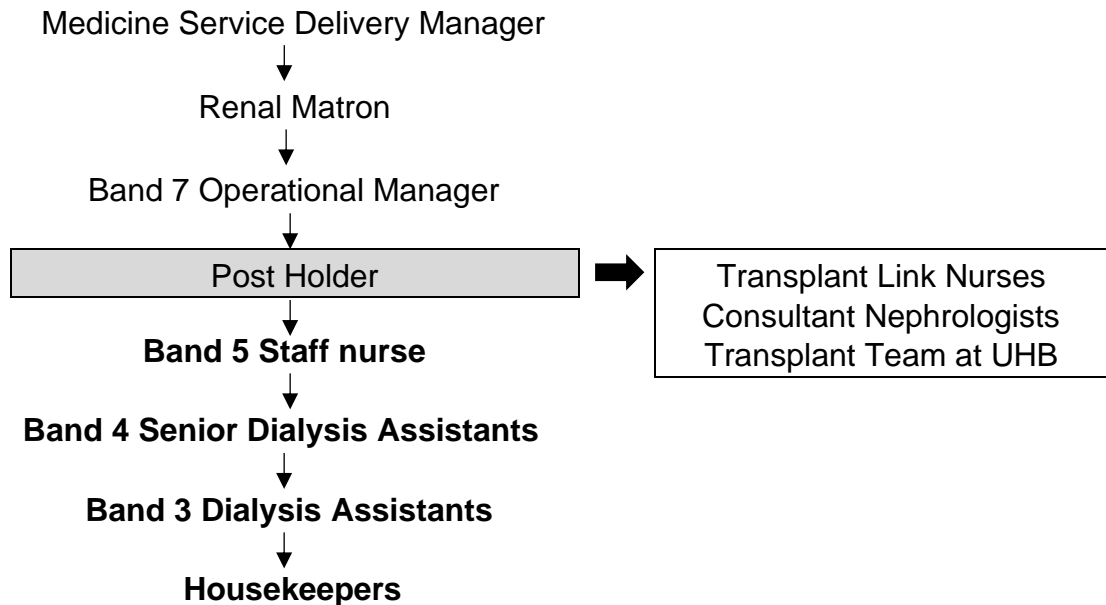 Medicine Service Delivery Manager
Renal Matron
Band 7 Operational Manager
Post Holder
Transplant Link Nurses
Consultant Nephrologists
Transplant Team at UHB
Band 5 Staff nurse
Band 4 Senior Dialysis Assistants
Band 3 Dialysis Assistants
Housekeepers